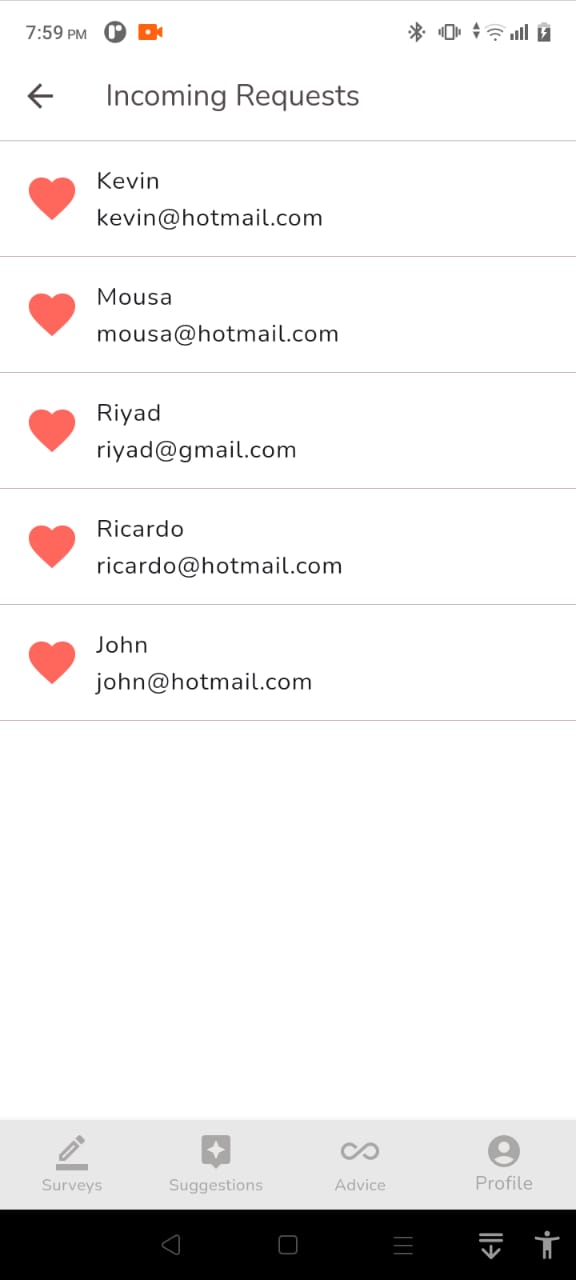 7:59 PM
Incoming Requests
Kevin
kevin@hotmail.com
Mousa
mousa@hotmail.com
Riyad
riyad@gmail.com
Ricardo
ricardo@hotmail.com
John
john@hotmail.com
Surveys Suggestions Advice Profile